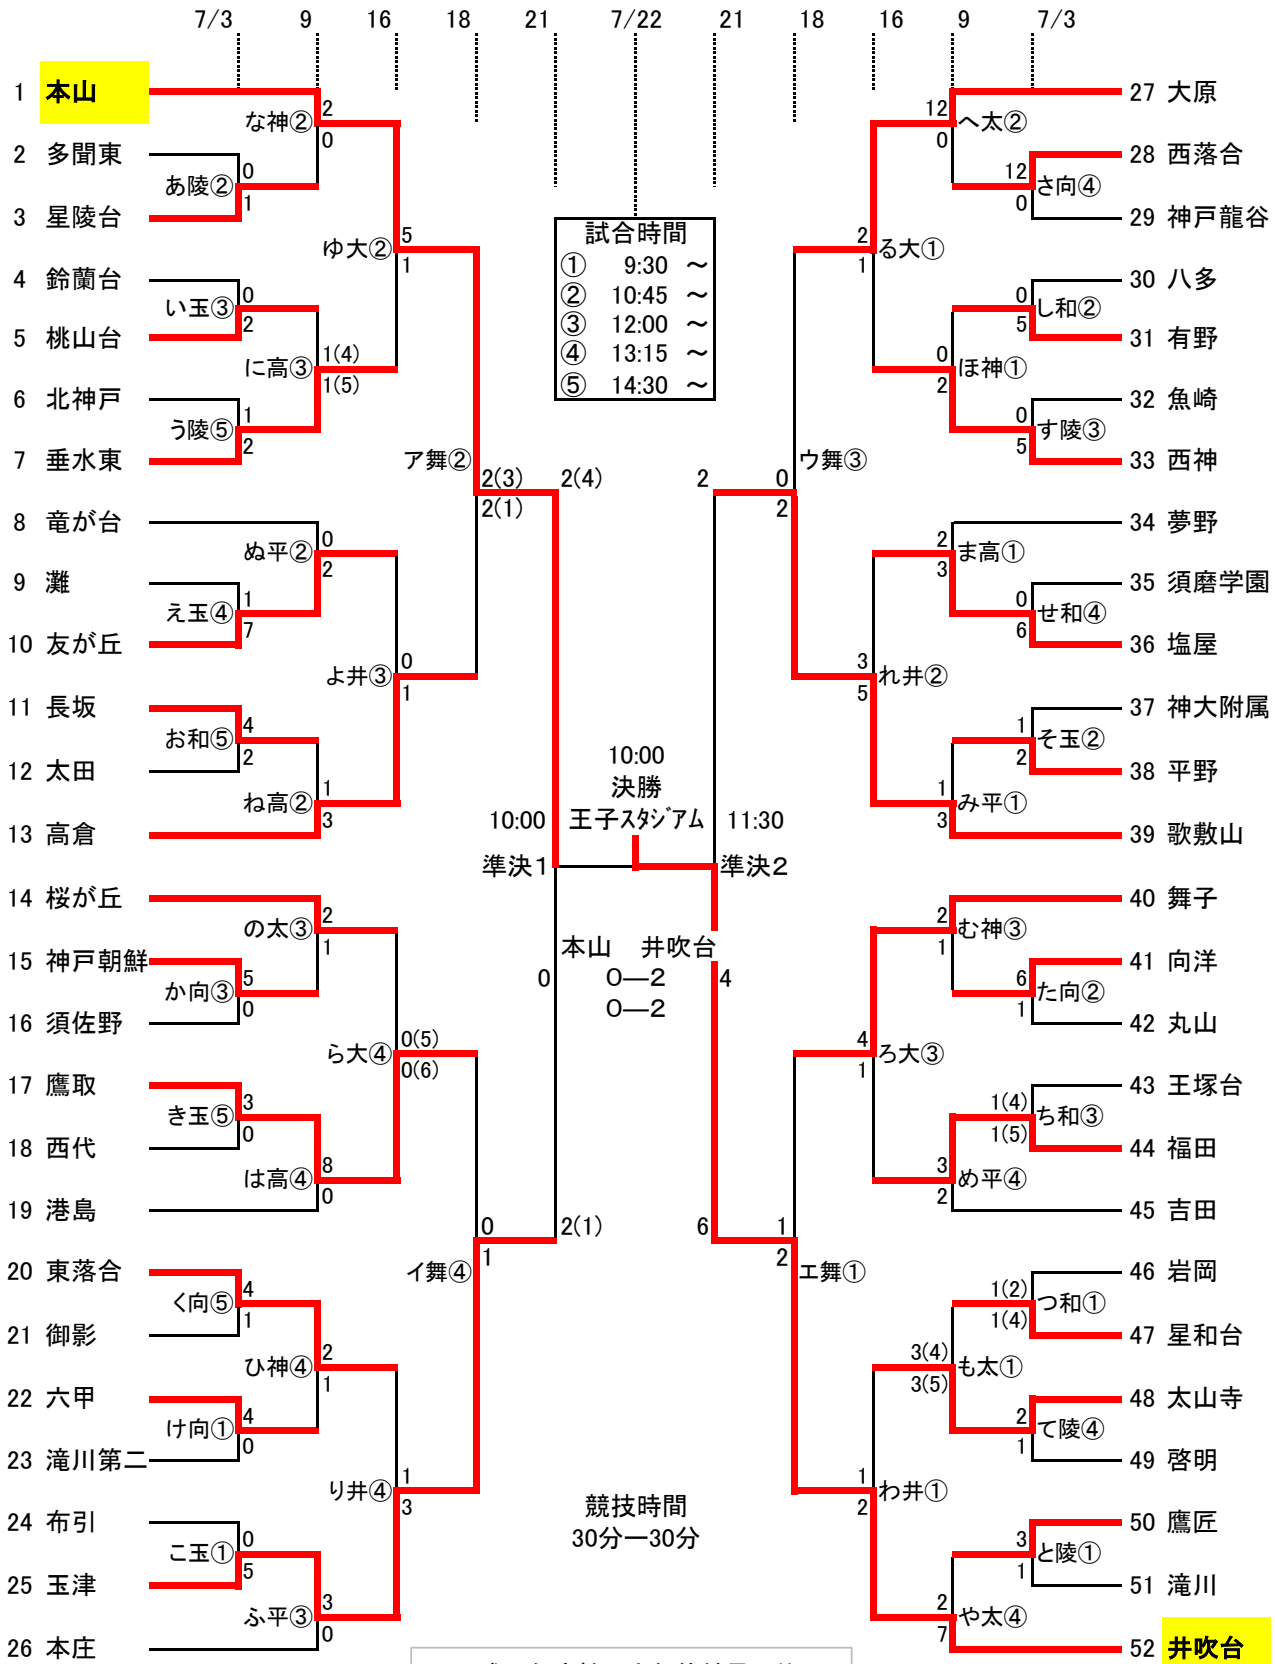 7/3 9 16 18 21 7/22 21 18 16 9 7/3
1 本山
2 多聞東
3 星陵台
4 鈴蘭台
5 桃山台
6 北神戸
7 垂水東
8 竜が台
9 灘
10 友が丘
11 長坂
12 太田
13 高倉
14 桜が丘
15 神戸朝鮮
16 須佐野
17 鷹取
18 西代
19 港島
20 東落合
21 御影
22 六甲
23 滝川第二
24 布引
25 玉津
26 本庄
あ陵② 0 1
い玉③ 0 2
う陵⑤ 1 2
え玉④ 1 7
お和⑤ 4 2
か向③ 5 0
き玉⑤ 3 0
く向⑤ 4 1
け向① 4 0
こ玉① 0 5
な神② 2 0
に高③ 1(4) 1(5)
ぬ平② 0 2
ね高② 1 3
の太③ 2 1
は高④ 8 0
ひ神④ 2 1
ふ平③ 3 0
ゆ大② 5 1
よ井③ 0 1
ら大④ 0(5) 0(6)
り井④ 1 3
ア舞② 2(3) 2(1)
イ舞④ 0 1
2(4)
2(1)
10:00
準決1
試合時間
① 9:30 ～
② 10:45 ～
③ 12:00 ～
④ 13:15 ～
⑤ 14:30 ～
10:00
決勝
王子スタジアム
本山 井吹台
0 0―2 4
0―2
競技時間
30分ー30分
11:30
準決2
2
6
ウ舞③ 0 2
エ舞① 1 2
る大① 2 1
れ井② 3 5
ろ大③ 4 1
わ井① 1 2
へ太② 12 0
ほ神① 0 2
ま高① 2 3
み平① 1 3
む神③ 2 1
め平④ 3 2
も太① 3(4) 3(5)
や太④ 2 7
さ向④ 12 0
し和② 0 5
す陵③ 0 5
せ和④ 0 6
そ玉② 1 2
た向② 6 1
ち和③ 1(4) 1(5)
つ和① 1(2) 1(4)
て陵④ 2 1
と陵① 3 1
27 大原
28 西落合
29 神戸龍谷
30 八多
31 有野
32 魚崎
33 西神
34 夢野
35 須磨学園
36 塩屋
37 神大附属
38 平野
39 歌敷山
40 舞子
41 向洋
42 丸山
43 王塚台
44 福田
45 吉田
46 岩岡
47 星和台
48 太山寺
49 啓明
50 鷹匠
51 滝川
52 井吹台